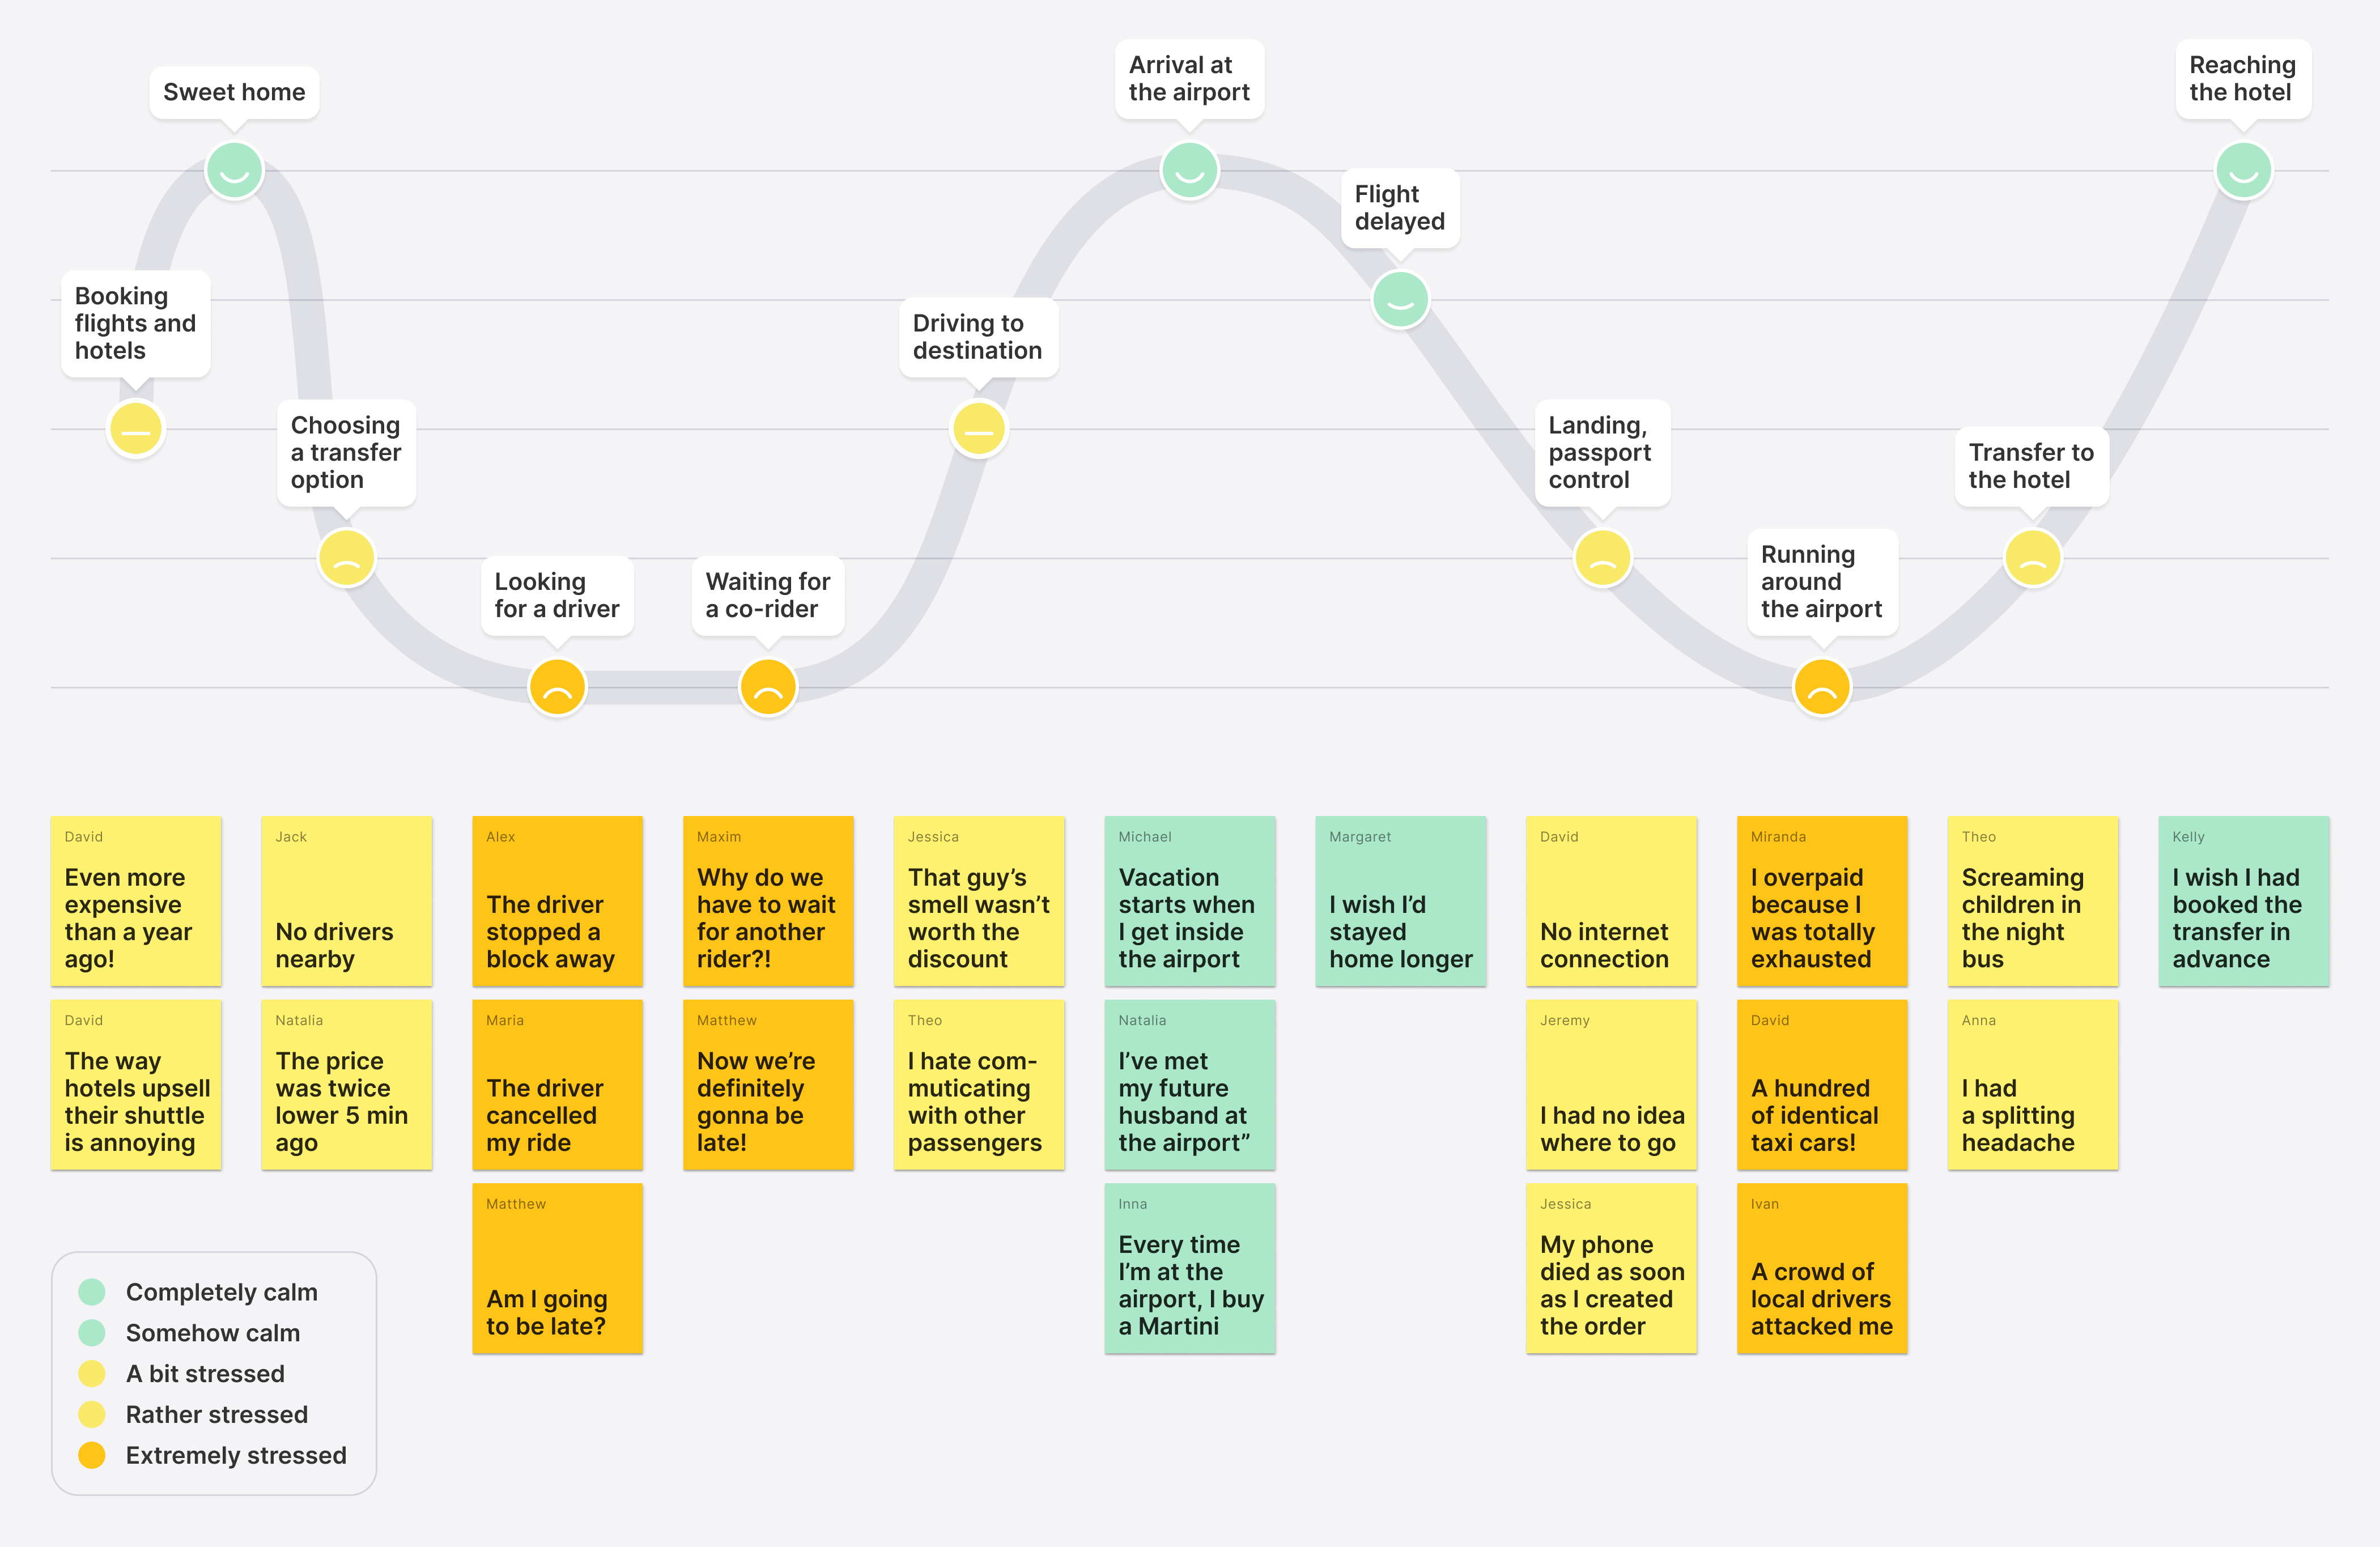 Sweet home
Arrival at
the airport
Reaching
the hotel
Flight
delayed
Booking
flights and
hotels
Driving to
destination
Choosing
a transfer
option
Landing,
passport
control
Transfer to
the hotel
Looking
for a driver
Waiting for
a co-rider
Running
around
the airport
David
Even more
expensive
than a year
ago!
Jack
No drivers
nearby
Alex
The driver
stopped a
block away
Maxim
Why do we
have to wait
for another
rider?!
Jessica
That guy’s
smell wasn’t
worth the
discount
Michael
Vacation
starts when
I get inside
the airport
Margaret
I wish I’d
stayed
home longer
David
No internet
connection
Miranda
I overpaid
because I
was totally
exhausted
Theo
Screaming
children in
the night
bus
Kelly
I wish I had
booked the
transfer in
advance
David
The way
hotels upsell
their shuttle
is annoying
Natalia
The price
was twice
lower 5 min
ago
Maria
The driver
cancelled
my ride
Matthew
Now we’re
definitely
gonna be
late!
Theo
I hate com-
muticating
with other
passengers
Natalia
I’ve met
my future
husband at
the airport”
Jeremy
I had no idea
where to go
David
A hundred
of identical
taxi cars!
Anna
I had
a splitting
headache
Matthew
Am I going
to be late?
Inna
Every time
I’m at the
airport, I buy
a Martini
Jessica
My phone
died as soon
as I created
the order
Ivan
A crowd of
local drivers
attacked me
Completely calm
Somehow calm
A bit stressed
Rather stressed
Extremely stressed